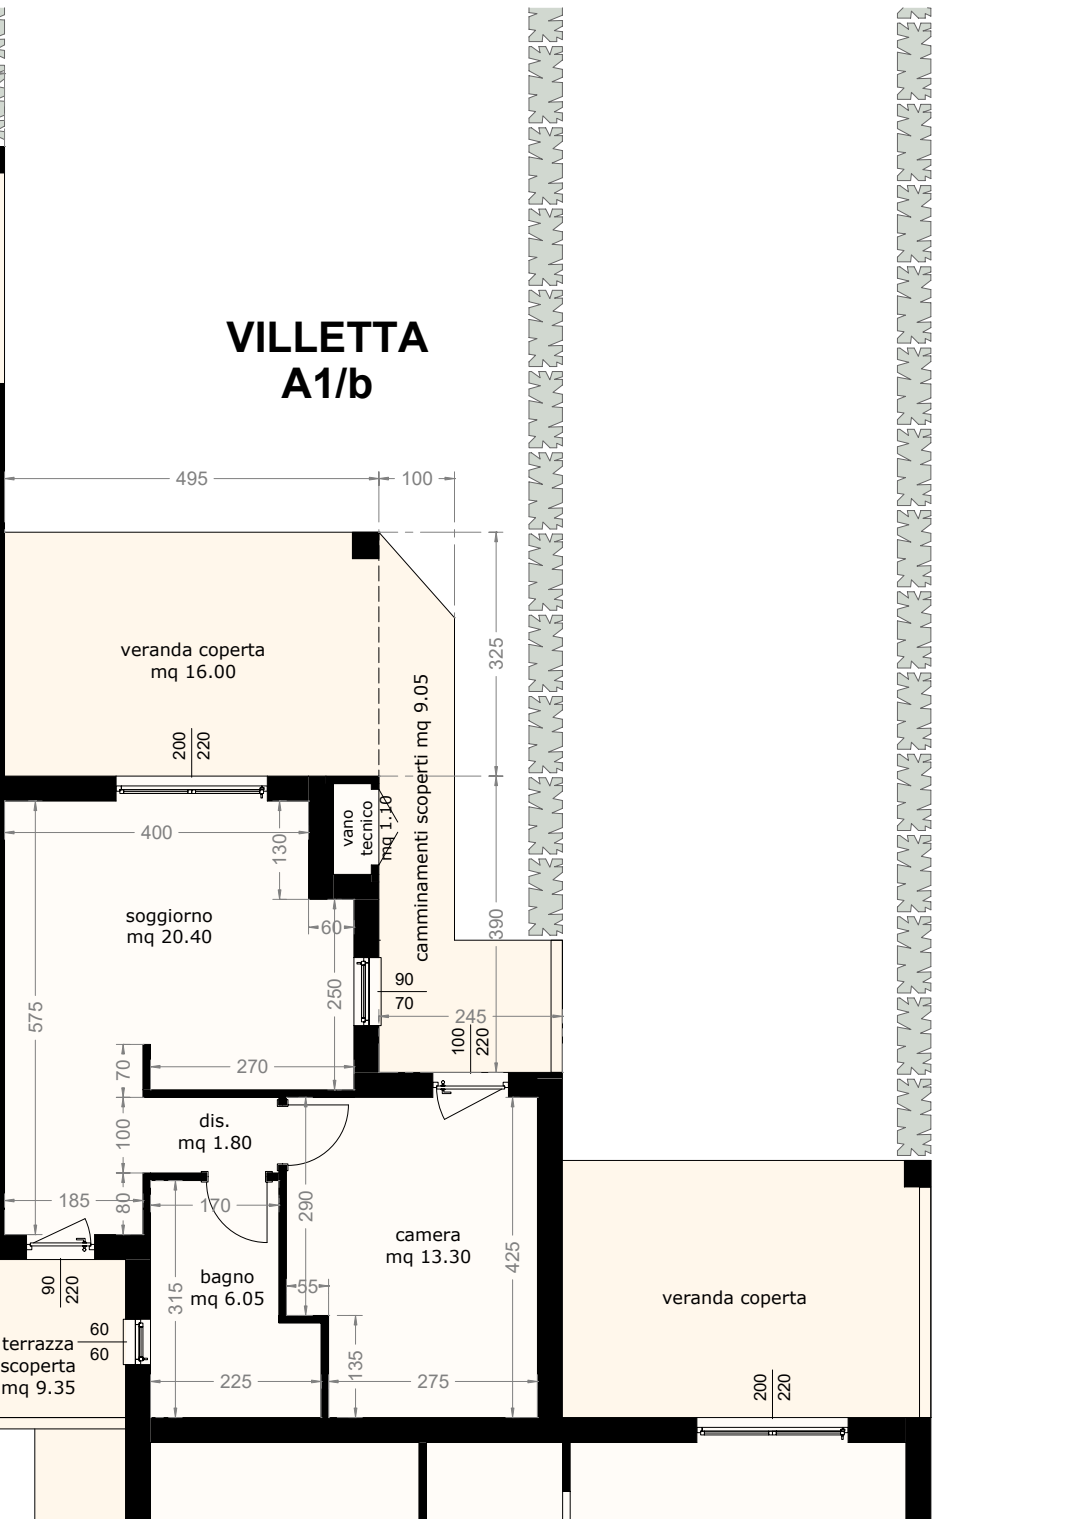 VILLETTA
A1/b
495
100
325
veranda coperta
mq 16.00
200
220
camminamenti scoperti mq 9.05
vano
tecnico
mq 1.10
400
130
soggiorno
mq 20.40
60
390
250
90
70
575
245
100
220
270
70
dis.
mq 1.80
100
185
80
170
290
camera
mq 13.30
425
bagno
mq 6.05
55
315
90
220
60
60
terrazza
scoperta
mq 9.35
135
225
275
veranda coperta
200
220